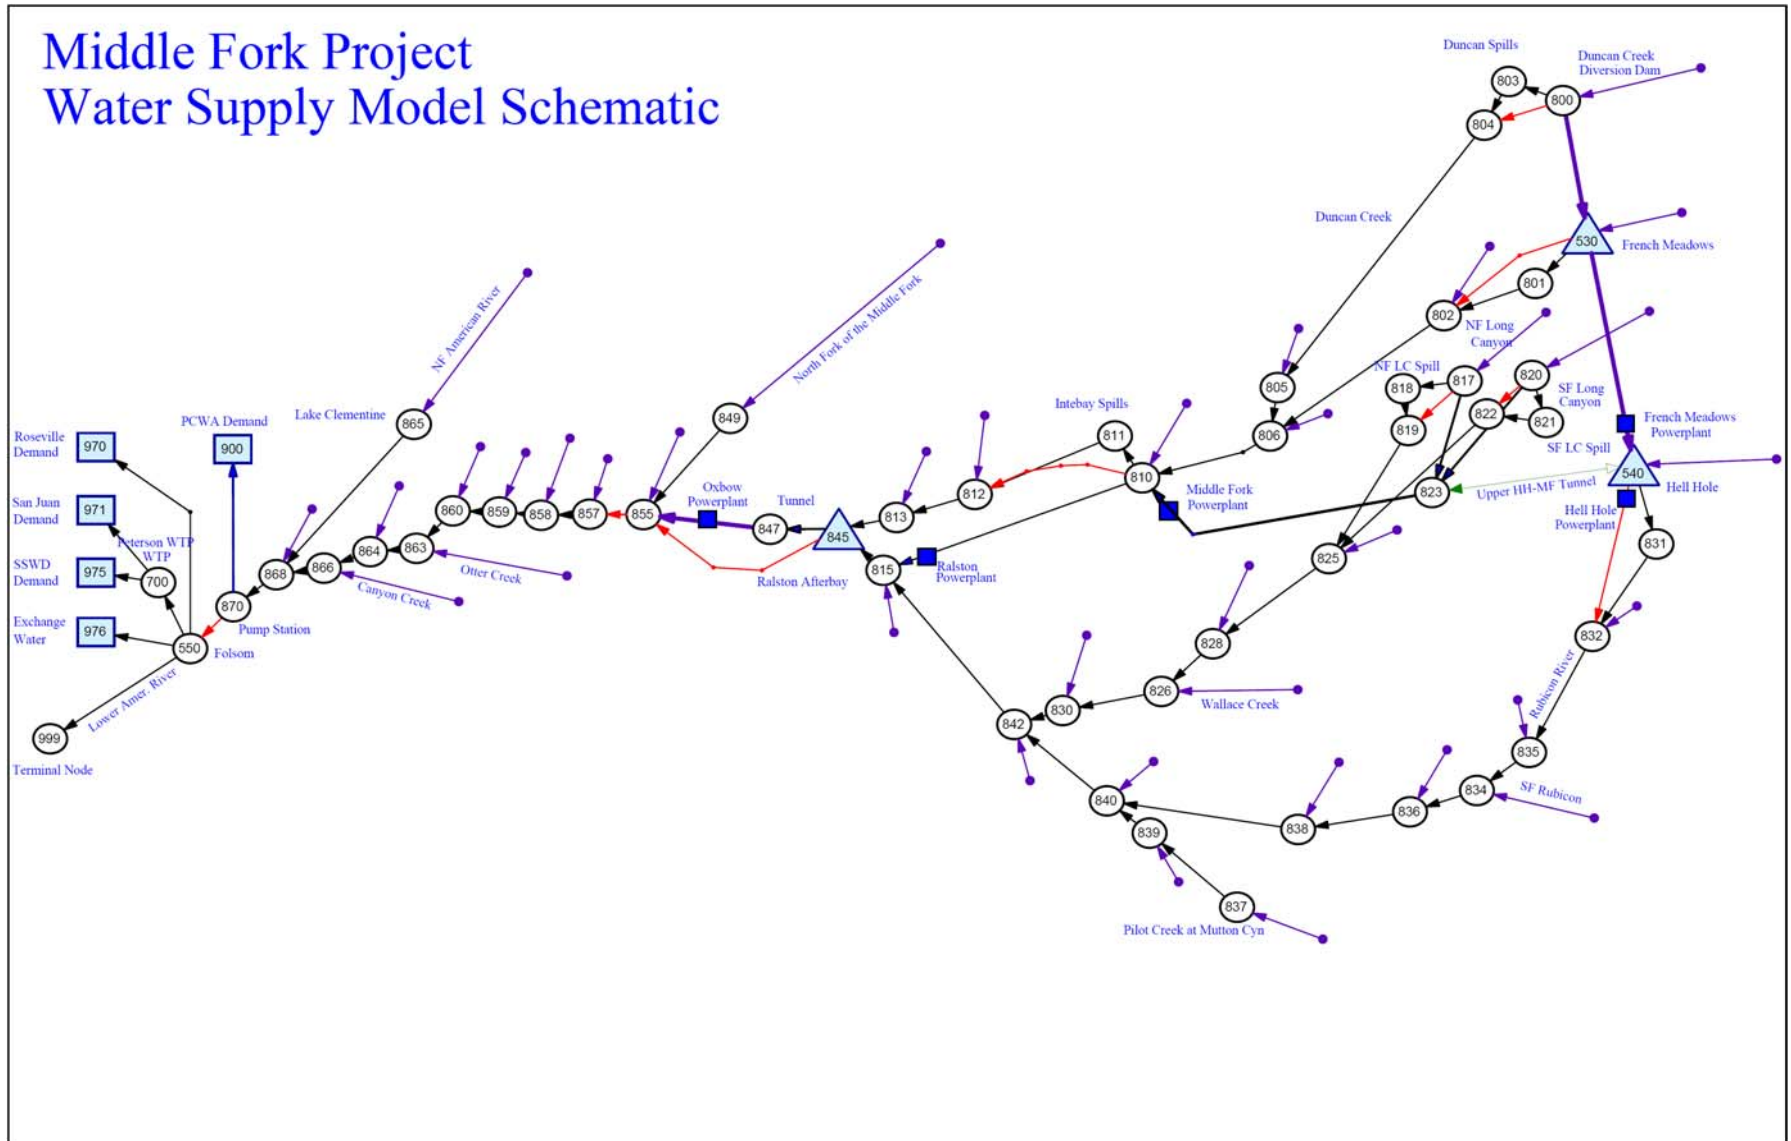 Middle Fork Project
Water Supply Model Schematic
Duncan Spills
Duncan Creek
Diversion Dam
803
800
804
Duncan Creek
530
French Meadows
801
802
NF Long
Canyon
NF American River
North Fork of the Middle Fork
805
NF LC Spill
818
817
820
SF Long
Canyon
822
821
819
806
Lake Clementine
865
849
Intebay Spills
811
French Meadows
Powerplant
SF LC Spill
540
Hell Hole
Upper HH-MF Tunnel
Hell Hole
Powerplant
PCWA Demand
900
Roseville
Demand
970
810
Middle Fork
Powerplant
823
812
813
Oxbow
Powerplant
Tunnel
860
859
858
857
855
847
845
San Juan
Demand
971
Peterson WTP
WTP
831
825
863
864
866
868
Otter Creek
Canyon Creek
Ralston Afterbay
815
Ralston
Powerplant
SSWD
Demand
975
700
870
Pump Station
Exchange
Water
976
550
Folsom
832
828
826
Wallace Creek
830
842
Rubicon River
Lower Amer. River
999
Terminal Node
835
834
SF Rubicon
836
838
840
839
837
Pilot Creek at Mutton Cyn